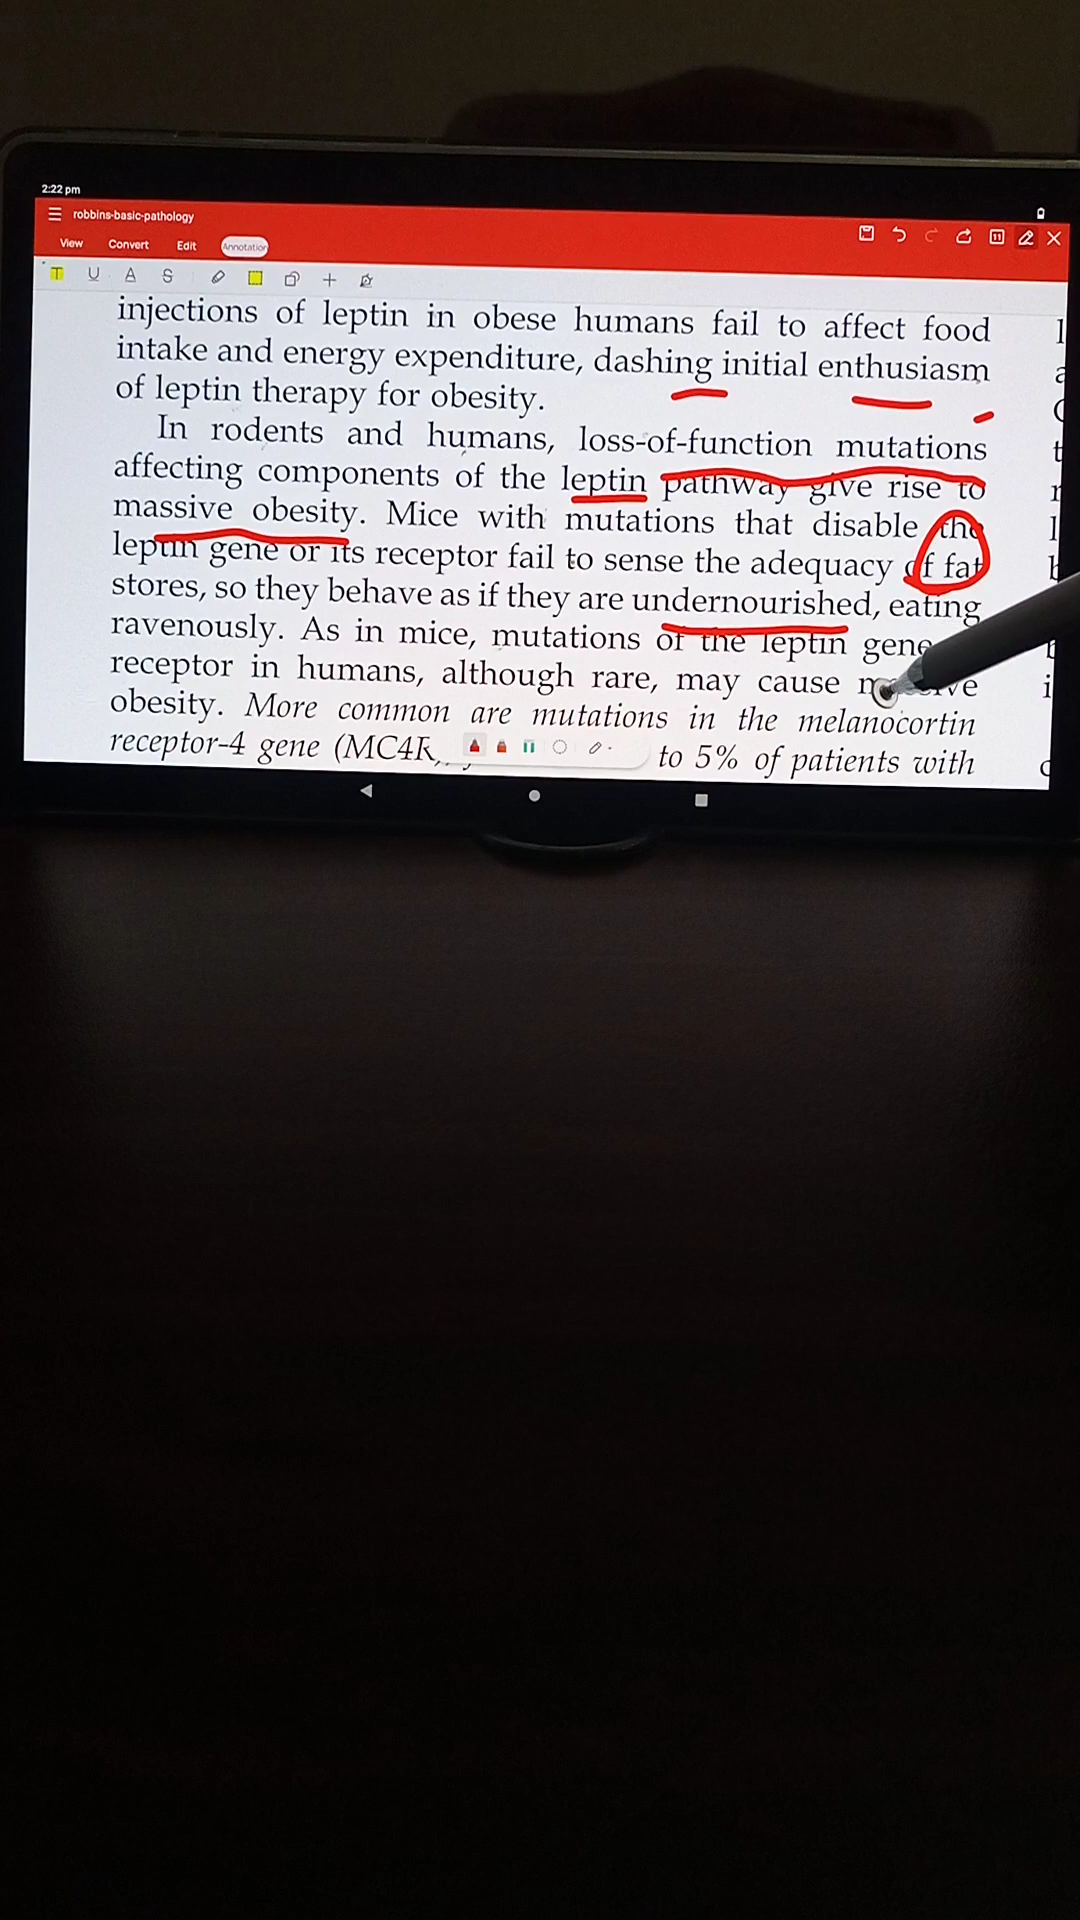 2:22 pm
robbins-basic-pathology
View Convert Edit Annotation
injections of leptin in obese humans fail to affect food
intake and energy expenditure, dashing initial enthusiasm
of leptin therapy for obesity.
In rodents and humans, loss-of-function mutations
affecting components of the leptin pathway give rise to
massive obesity. Mice with mutations that disable the
leptin gene or its receptor fail to sense the adequacy of fat
stores, so they behave as if they are undernourished, eating
ravenously. As in mice, mutations of the leptin gene
receptor in humans, although rare, may cause
obesity. More common are mutations in the melanocortin
receptor-4 gene (MC4R, to 5% of patients with